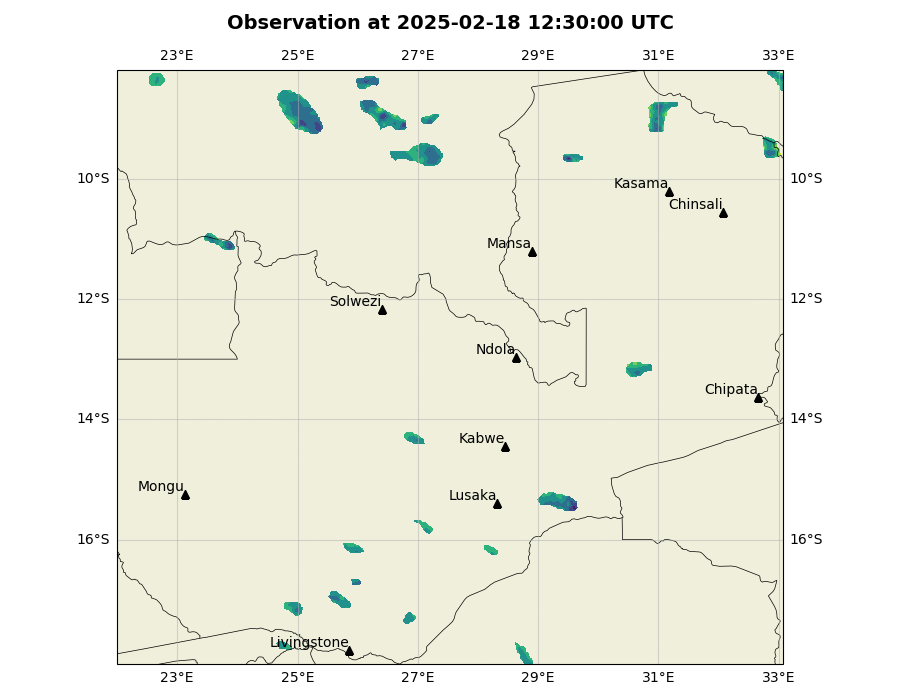 Observation at 2025-02-18 12:30:00 UTC
23°E 25°E 27°E 29°E 31°E 33°E
10°S 10°S
Kasama
Chinsali
Mansa
12°S 12°S
Solwezi
Ndola
Chipata
14°S 14°S
Kabwe
Mongu
Lusaka
16°S 16°S
Livingstone
23°E 25°E 27°E 29°E 31°E 33°E